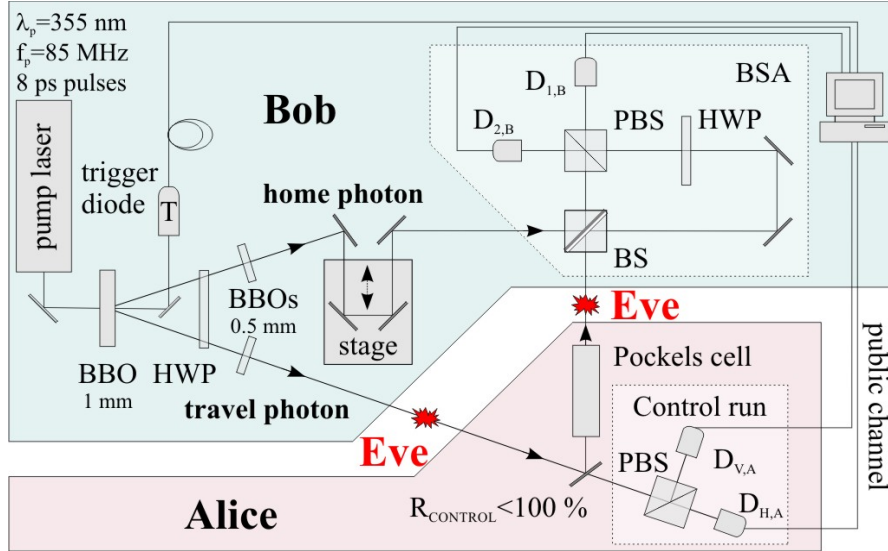 λp=355 nm
fp=85 MHz
8 ps pulses
pump laser
Bob
trigger
diode
T
home photon
BBOs
0.5 mm
stage
BBO
1 mm
HWP
travel photon
D1,B
D2,B
PBS
HWP
BSA
BS
Eve
Eve
Pockels cell
Control run
PBS
DV,A
DH,A
RCONTROL<100 %
Alice
public channel